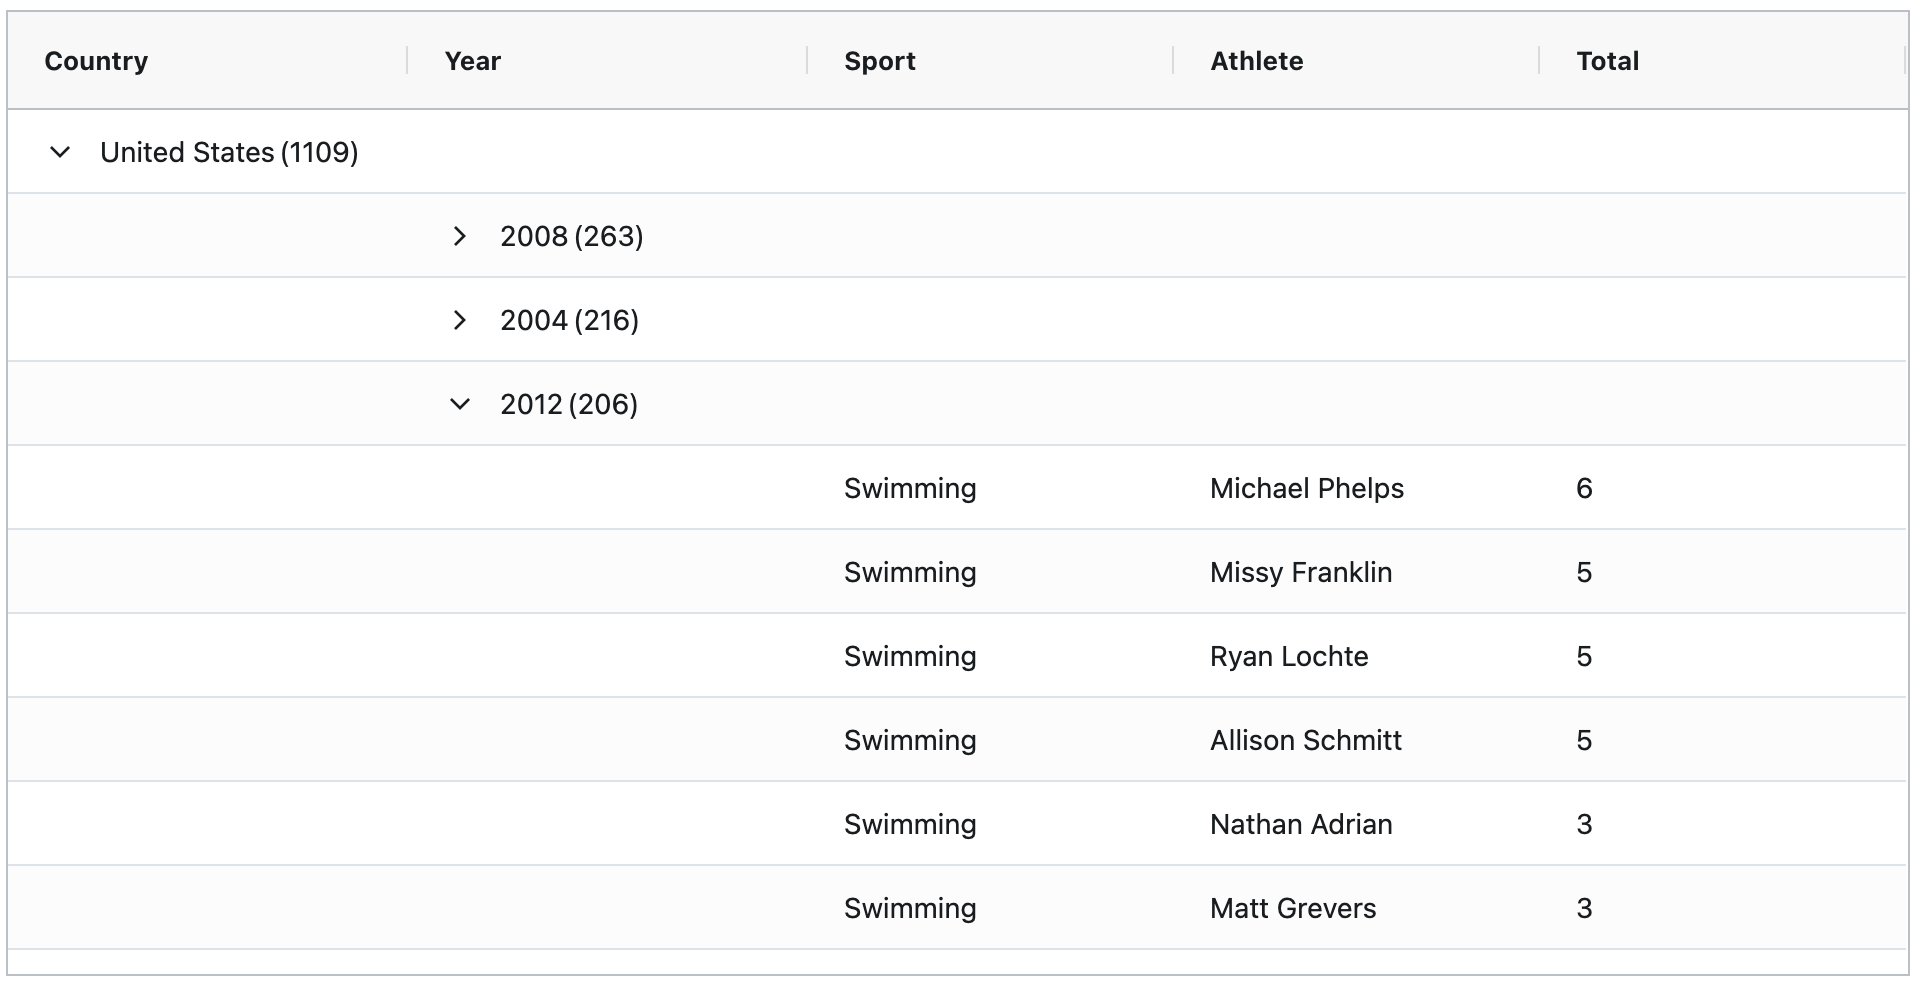 Country Year Sport Athlete Total
United States (1109)
2008 (263)
2004 (216)
2012 (206)
Swimming Michael Phelps 6
Swimming Missy Franklin 5
Swimming Ryan Lochte 5
Swimming Allison Schmitt 5
Swimming Nathan Adrian 3
Swimming Matt Grevers 3